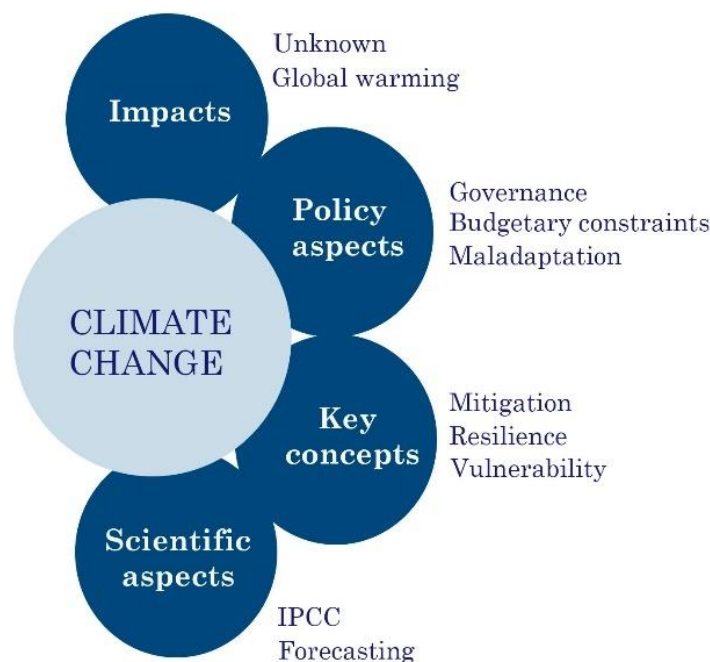 Unknown
Global warming
Impacts
Policy
aspects
Governance
Budgetary constraints
Maladaptation
CLIMATE
CHANGE
Key
concepts
Mitigation
Resilience
Vulnerability
Scientific
aspects
IPCC
Forecasting